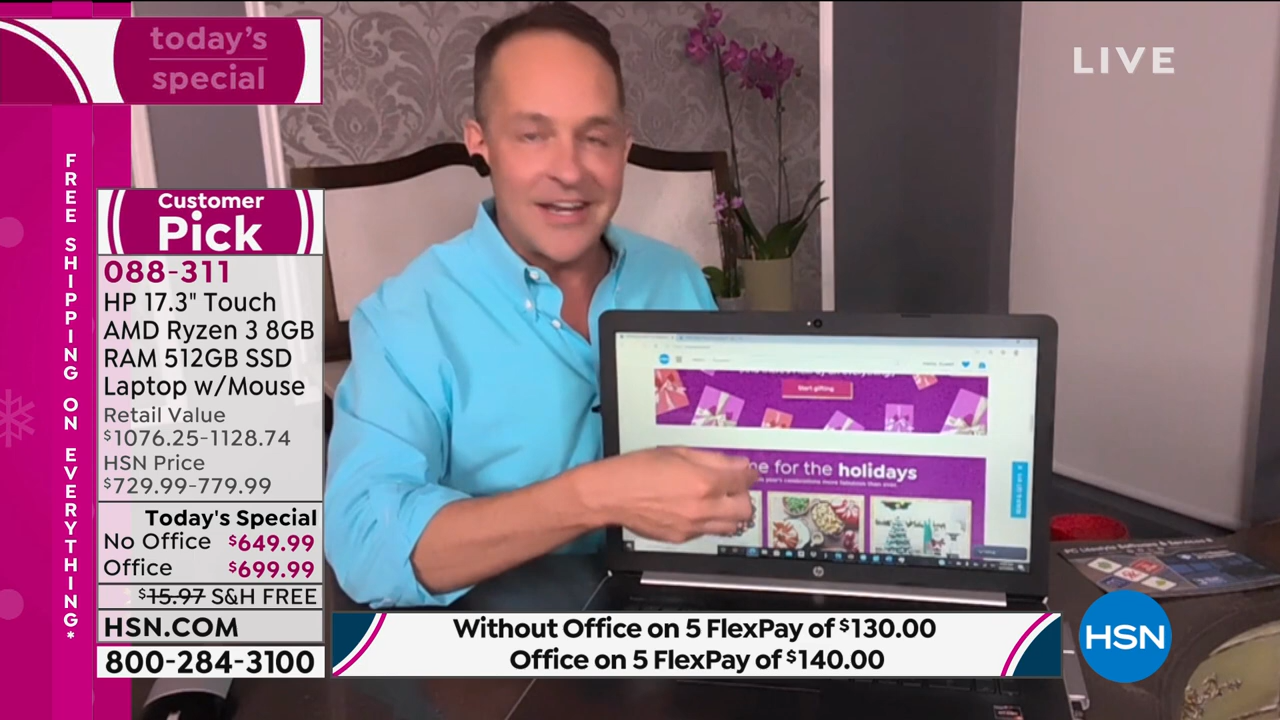 today's
special
LIVE
FREE SHIPPING ON EVERYTHING*
Customer
Pick
088-311
HP 17.3" Touch
AMD Ryzen 3 8GB
RAM 512GB SSD
Laptop w/Mouse
Retail Value
$1076.25-1128.74
HSN Price
$729.99-779.99
Today's Special
No Office $649.99
Office $699.99
$15.97 S&H FREE
HSN.COM
800-284-3100
Start gifting
for the holidays
hp
Without Office on 5 FlexPay of $130.00
Office on 5 FlexPay of $140.00
HSN